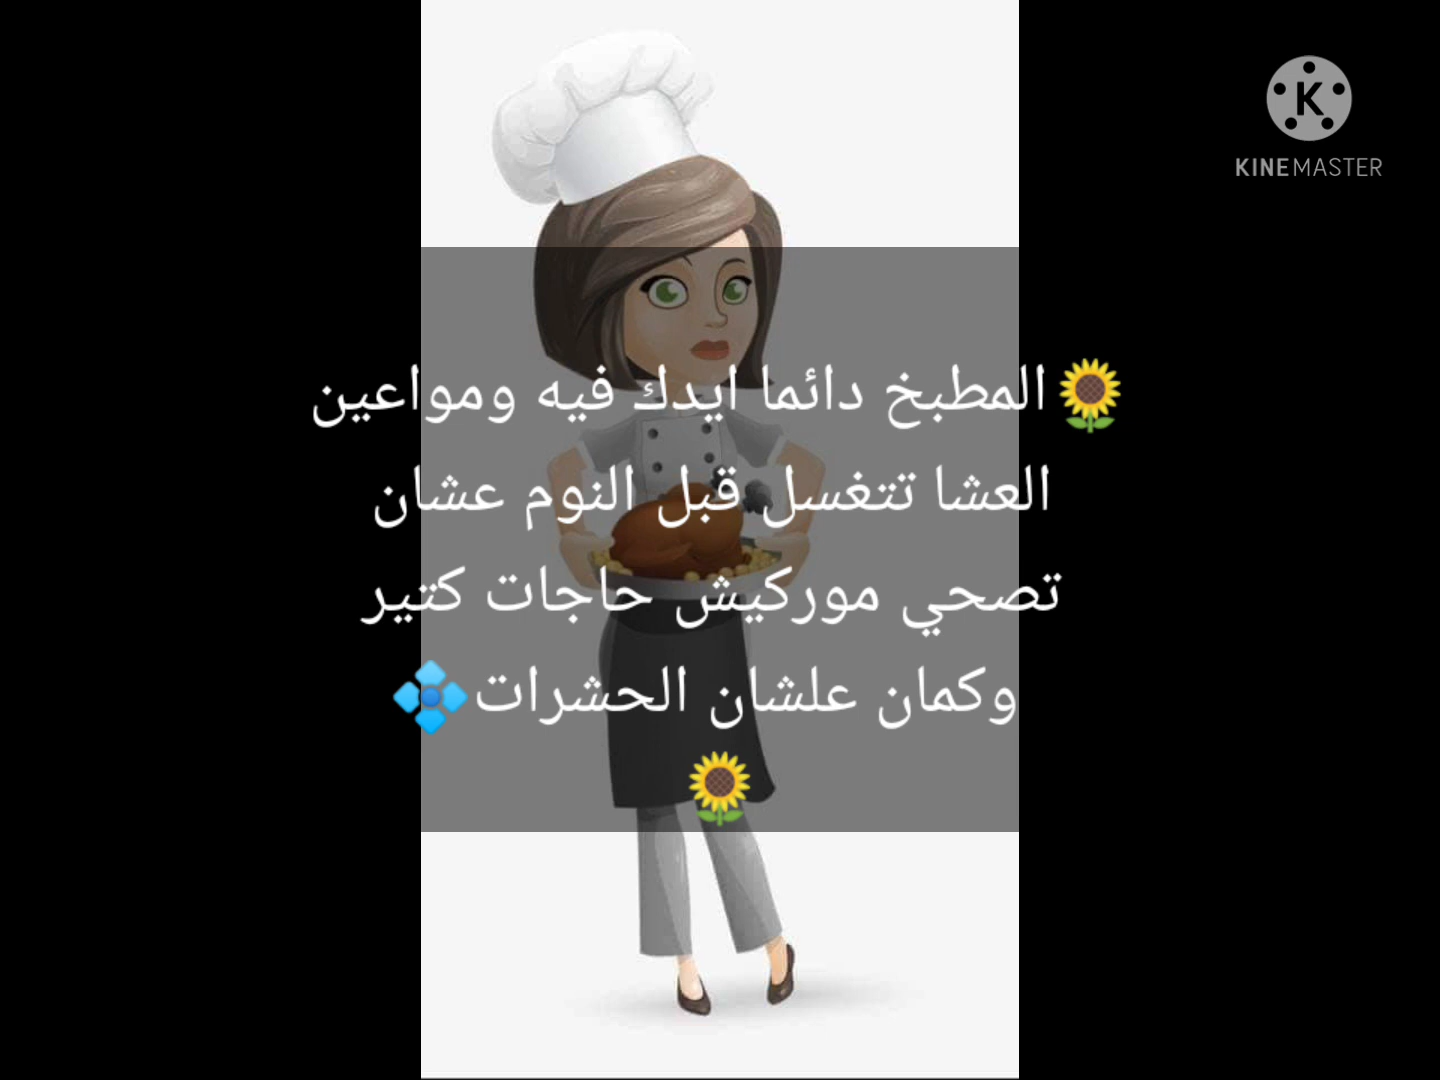 KINEMASTER
🌻المطبخ دائما ايدك فيه ومواعين
العشا تتغسل قبل النوم عشان
تصحي موركيش حاجات كتير
وكمان علشان الحشرات💠
🌻